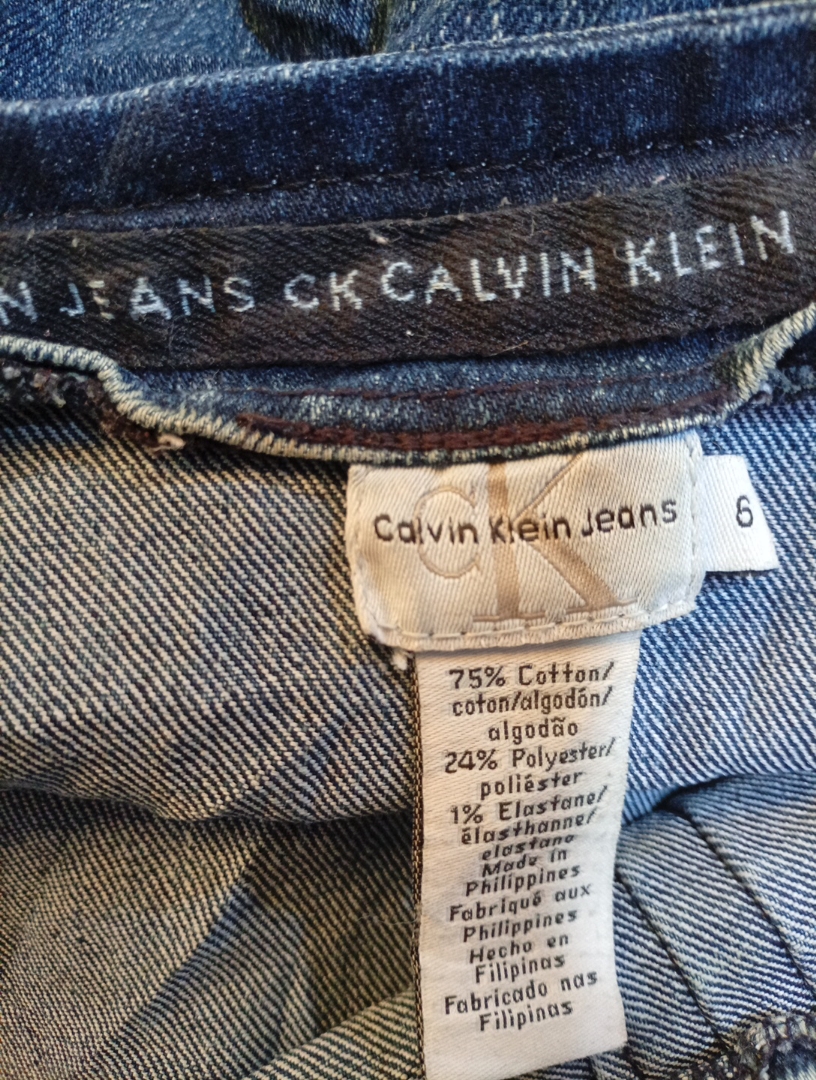 N JEANS CK CALVIN KLEIN
CK
Calvin Klein Jeans
6
75% Cotton/
coton/algodón/
algodão
24% Polyester/
poliéster
1% Elastane/
élasthanne/
elastano
Made in
Philippines
Fabriqué aux
Philippines
Hecho en
Filipinas
Fabricado nas
Filipinas